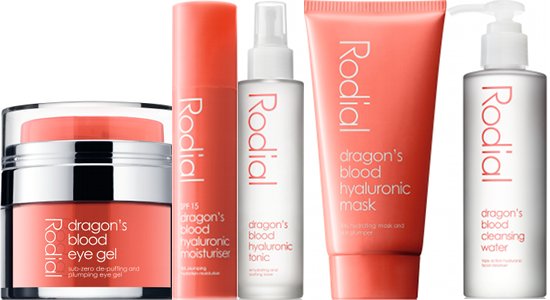 Rodial
dragon's
blood
eye gel
sub-zero de-puffing and
plumping eye gel
Rodial
SPF 15
dragon's
blood
hyaluronic
moisturiser
Rodial
dragon's
blood
hyaluronic
tonic
Rodial
dragon's
blood
hyaluronic
mask
Rodial
dragon's
blood
cleansing
water